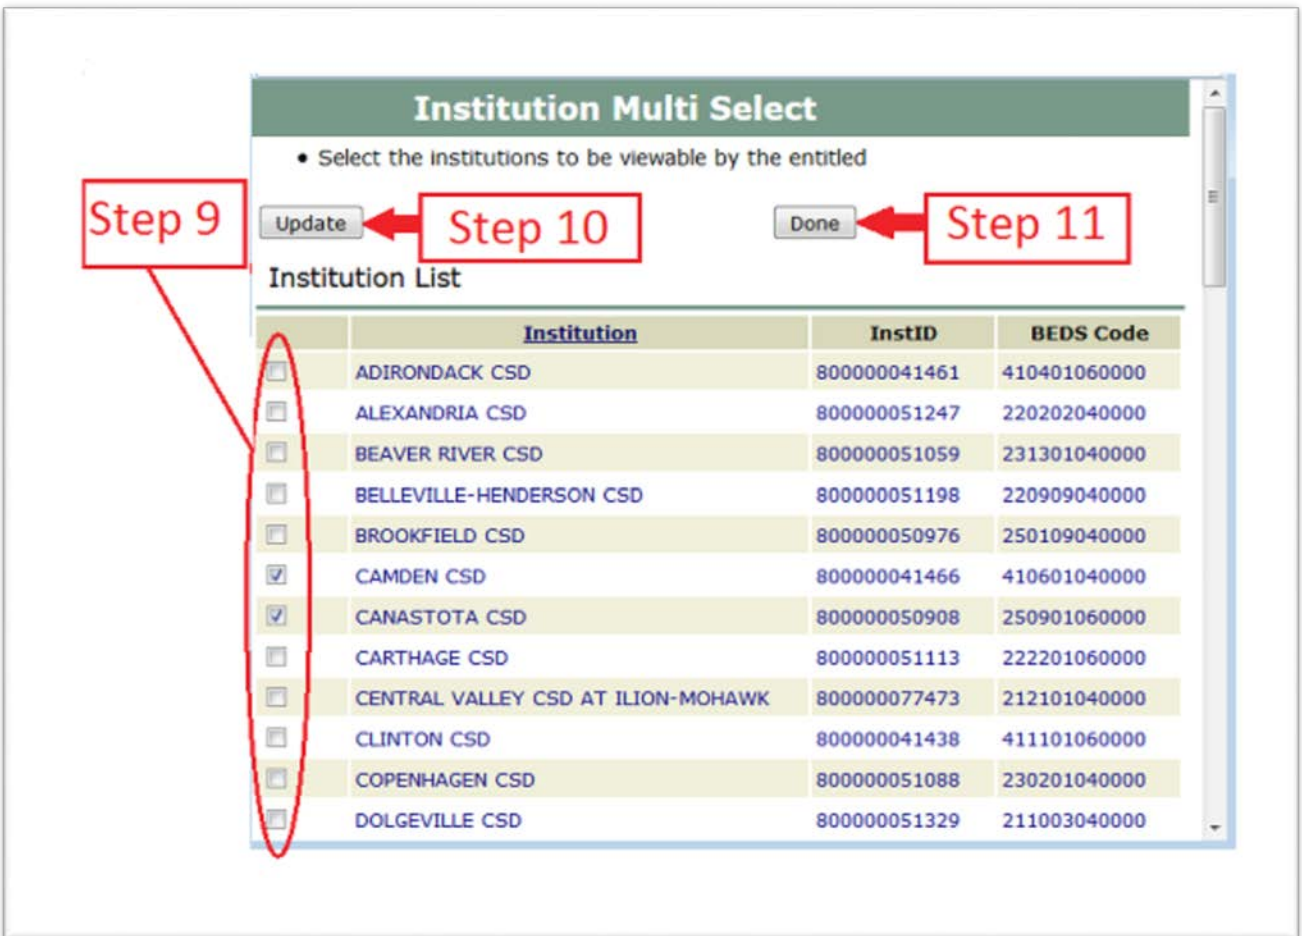 Institution Multi Select
• Select the institutions to be viewable by the entitled
Step 9 Update Step 10 Done Step 11
Institution List
Institution InstID BEDS Code
ADIRONDACK CSD 800000041461 410401060000
ALEXANDRIA CSD 800000051247 220202040000
BEAVER RIVER CSD 800000051059 231301040000
BELLEVILLE-HENDERSON CSD 800000051198 220909040000
BROOKFIELD CSD 800000050976 250109040000
CAMDEN CSD 800000041466 410601040000
CANASTOTA CSD 800000050908 250901060000
CARTHAGE CSD 800000051113 222201060000
CENTRAL VALLEY CSD AT ILION-MOHAWK 800000077473 212101040000
CLINTON CSD 800000041438 411101060000
COPENHAGEN CSD 800000051088 230201040000
DOLGEVILLE CSD 800000051329 211003040000